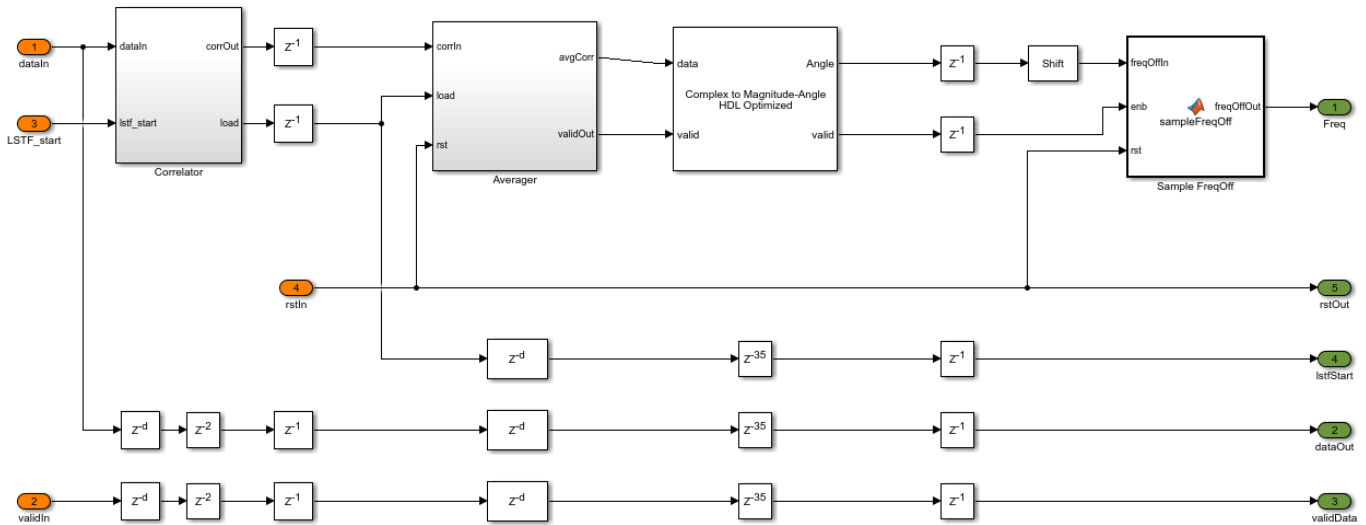 1
dataIn
3
LSTF_start
dataIn
corrOut
lstf_start
load
Correlator
Z-1
Z-1
corrIn
avgCorr
load
validOut
rst
Averager
data
Angle
Complex to Magnitude-Angle
HDL Optimized
valid
valid
Z-1
Shift
Z-1
freqOffIn
enb
freqOffOut
sampleFreqOff
rst
Sample FreqOff
1
Freq
4
rstIn
5
rstOut
Z-d
Z-35
Z-1
4
lstfStart
Z-d
Z-2
Z-1
Z-d
Z-35
Z-1
2
dataOut
2
validIn
Z-d
Z-2
Z-1
Z-d
Z-35
Z-1
3
validData